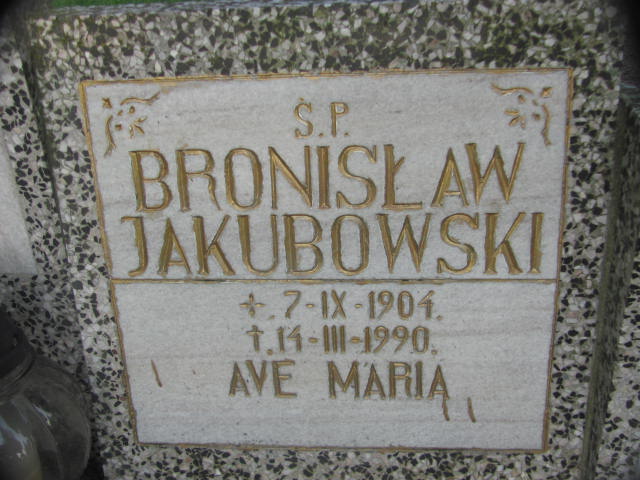 Ś.P.
BRONISŁAW
JAKUBOWSKI
+ 7-IX-1904.
† 14-III-1990.
AVE MARIA